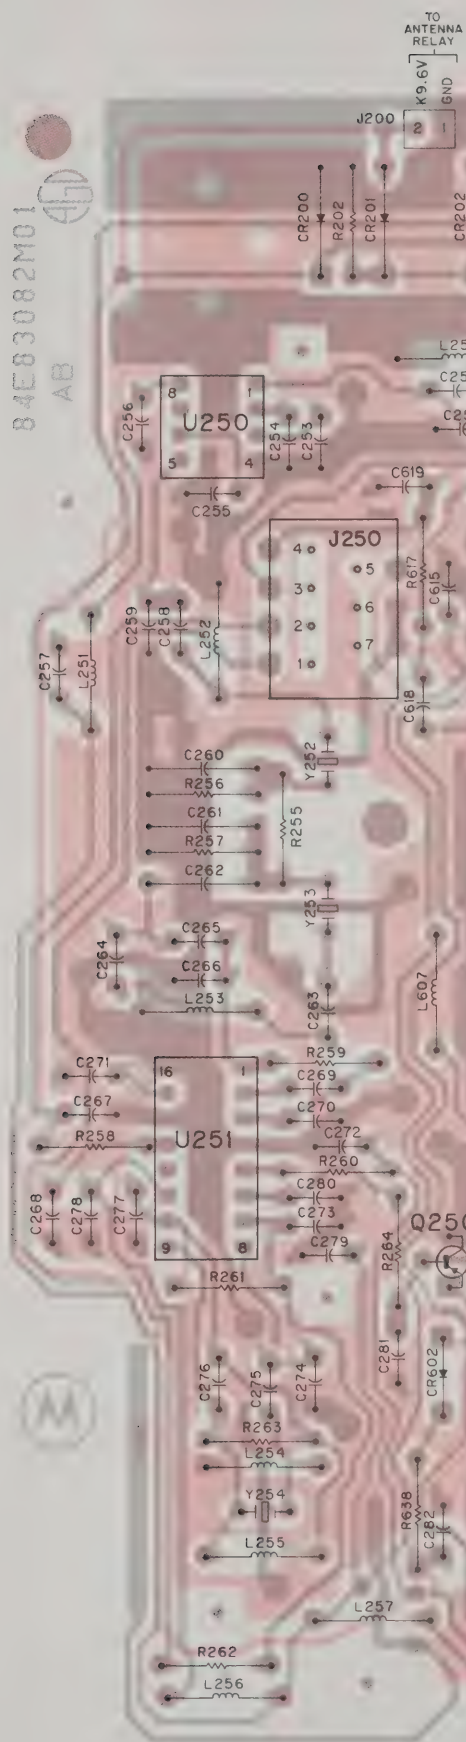 TO
ANTENNA
RELAY
K9.6V
GND
J200
2 1
84E83082M01
AB
CR200
R202
CR201
CR202
C256
8 1
U250
5 4
C254
C253
C255
C619
J250
4
3
2
1
5
6
7
R617
C615
C259
C258
L252
C257
L251
C618
C260
R256
C261
R257
C262
R255
Y252
Y253
C264
C265
C266
L253
C263
L607
C271
C267
R258
16 1
U251
9 8
R259
C269
C270
C272
R260
C280
C273
C279
C268
C278
C277
R264
Q250
R261
C276
C275
C274
C281
CR602
R263
L254
Y254
L255
R638
C282
L257
R262
L256